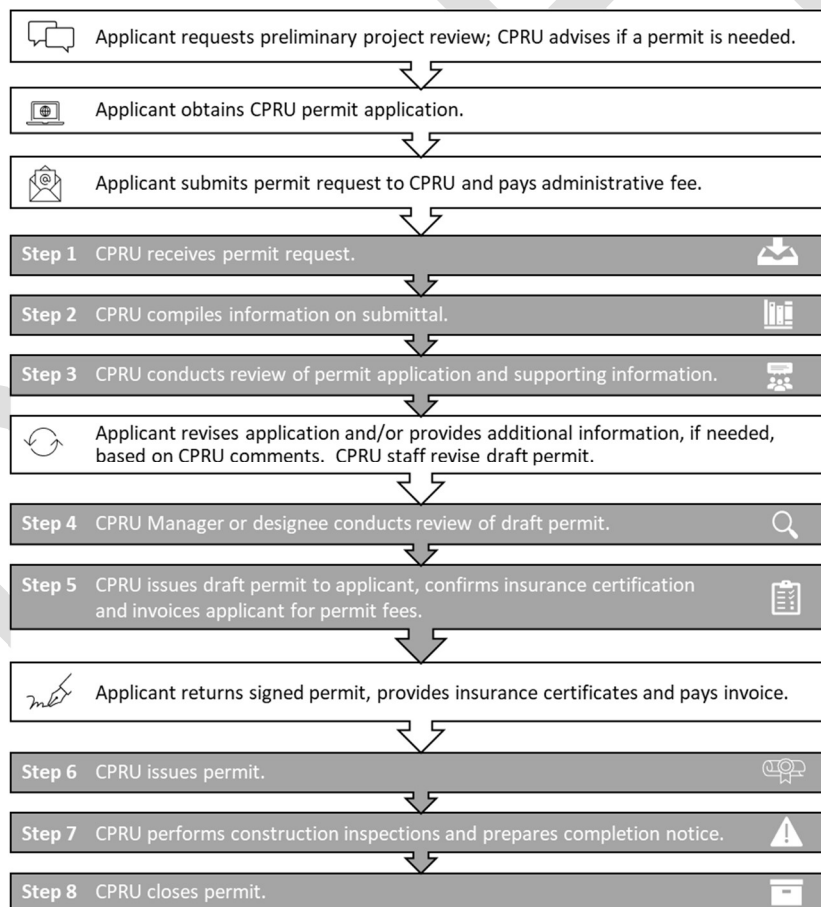 Applicant requests preliminary project review; CPRU advises if a permit is needed.
Applicant obtains CPRU permit application.
Applicant submits permit request to CPRU and pays administrative fee.
Step 1 CPRU receives permit request.
Step 2 CPRU compiles information on submittal.
Step 3 CPRU conducts review of permit application and supporting information.
Applicant revises application and/or provides additional information, if needed,
based on CPRU comments. CPRU staff revise draft permit.
Step 4 CPRU Manager or designee conducts review of draft permit.
Step 5 CPRU issues draft permit to applicant, confirms insurance certification
and invoices applicant for permit fees.
Applicant returns signed permit, provides insurance certificates and pays invoice.
Step 6 CPRU issues permit.
Step 7 CPRU performs construction inspections and prepares completion notice.
Step 8 CPRU closes permit.